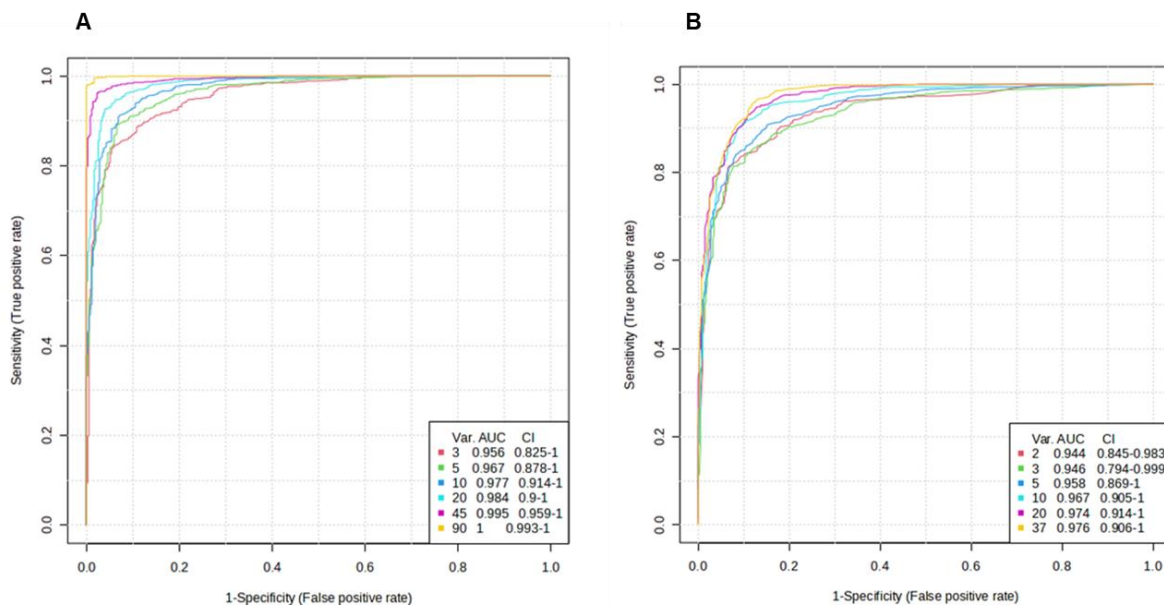 A
B
Sensitivity (True positive rate)
1.0
0.8
0.6
0.4
0.2
0.0
Var. AUC CI
3 0.956 0.825-1
5 0.967 0.878-1
10 0.977 0.914-1
20 0.984 0.9-1
45 0.995 0.959-1
90 1 0.993-1
0.0 0.2 0.4 0.6 0.8 1.0
1-Specificity (False positive rate)
Sensitivity (True positive rate)
1.0
0.8
0.6
0.4
0.2
0.0
Var. AUC CI
2 0.944 0.845-0.983
3 0.946 0.794-0.999
5 0.958 0.869-1
10 0.967 0.905-1
20 0.974 0.914-1
37 0.976 0.906-1
0.0 0.2 0.4 0.6 0.8 1.0
1-Specificity (False positive rate)